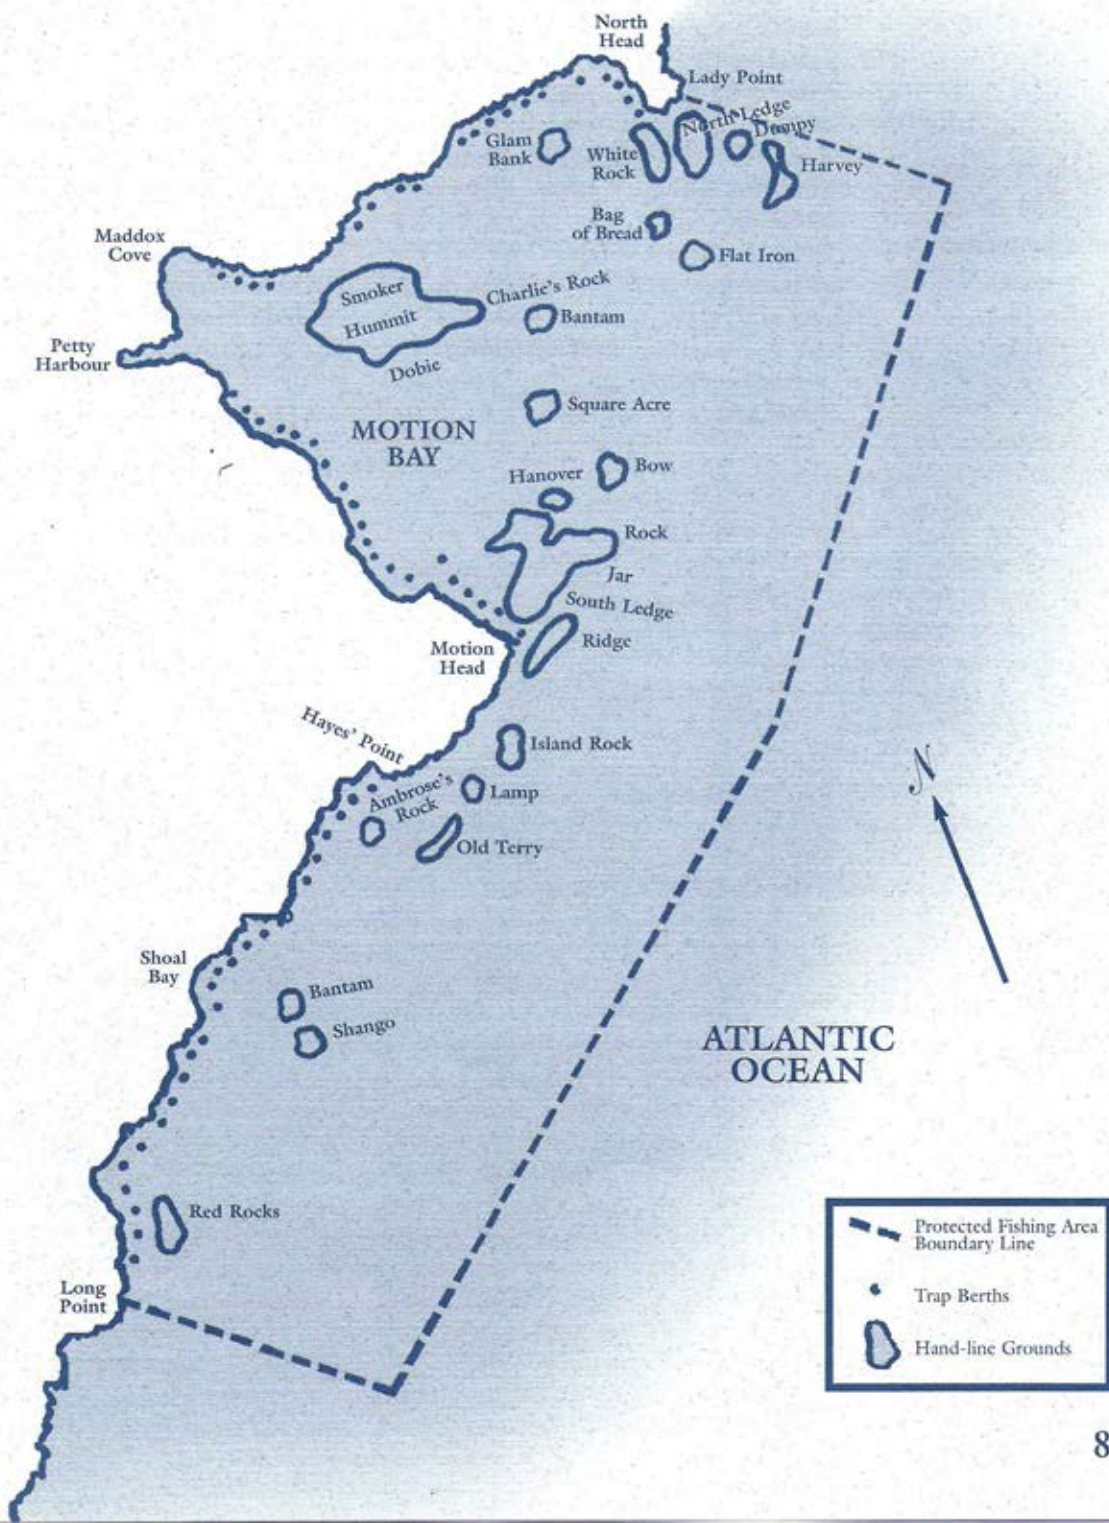 North
Head
Lady Point
North Ledge
Dumpy
Glam
Bank
White
Rock
Harvey
Bag
of Bread
Flat Iron
Maddox
Cove
Smoker
Hummit
Charlie's Rock
Bantam
Petty
Harbour
Dobie
Square Acre
MOTION
BAY
Hanover
Bow
Rock
Jar
South Ledge
Ridge
Motion
Head
Hayes' Point
Island Rock
Ambrose's
Rock
Lamp
Old Terry
N
Shoal
Bay
Bantam
Shango
ATLANTIC
OCEAN
Red Rocks
Long
Point
Protected Fishing Area
Boundary Line
Trap Berths
Hand-line Grounds
8